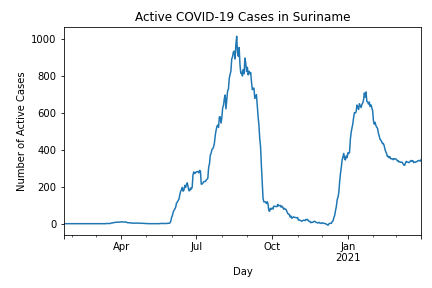 Active COVID-19 Cases in Suriname
Number of Active Cases
1000
800
600
400
200
0
Apr
Jul
Oct
Jan
2021
Day